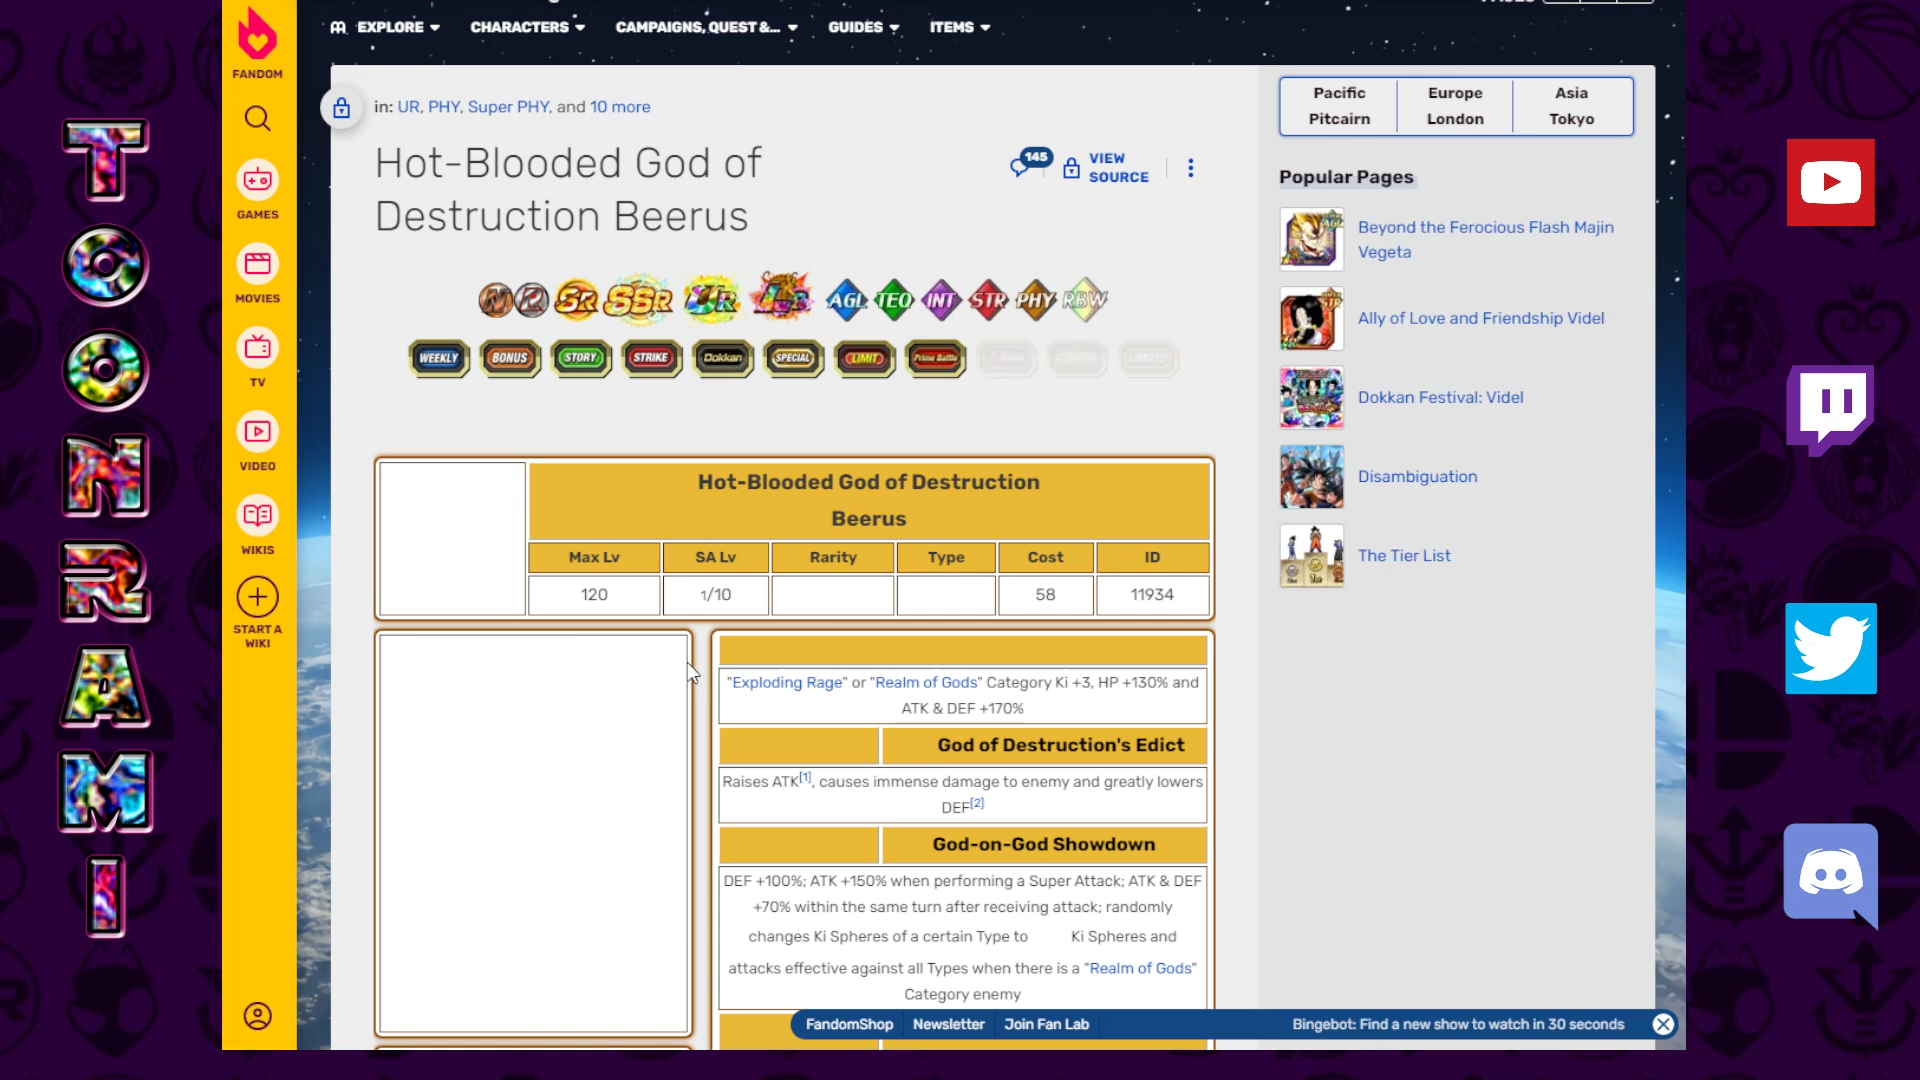 TOONRAMI
FANDOM
GAMES
MOVIES
TV
VIDEO
WIKIS
START A
WIKI
EXPLORE
CHARACTERS
CAMPAIGNS, QUEST &...
GUIDES
ITEMS
in: UR, PHY, Super PHY, and 10 more
Hot-Blooded God of
Destruction Beerus
145
VIEW
SOURCE
N R SR SSR UR LR AGL TEQ INT STR PHY RBW
WEEKLY BONUS STORY STRIKE Dokkan SPECIAL LIMIT Prime Battle
Hot-Blooded God of Destruction
Beerus
Max Lv SA Lv Rarity Type Cost ID
120 1/10 58 11934
"Exploding Rage" or "Realm of Gods" Category Ki +3, HP +130% and
ATK & DEF +170%
God of Destruction's Edict
Raises ATK[1], causes immense damage to enemy and greatly lowers
DEF[2]
God-on-God Showdown
DEF +100%; ATK +150% when performing a Super Attack; ATK & DEF
+70% within the same turn after receiving attack; randomly
changes Ki Spheres of a certain Type to Ki Spheres and
attacks effective against all Types when there is a "Realm of Gods"
Category enemy
Pacific Europe Asia
Pitcairn London Tokyo
Popular Pages
Beyond the Ferocious Flash Majin
Vegeta
Ally of Love and Friendship Videl
Dokkan Festival: Videl
Disambiguation
The Tier List
FandomShop Newsletter Join Fan Lab
Bingebot: Find a new show to watch in 30 seconds